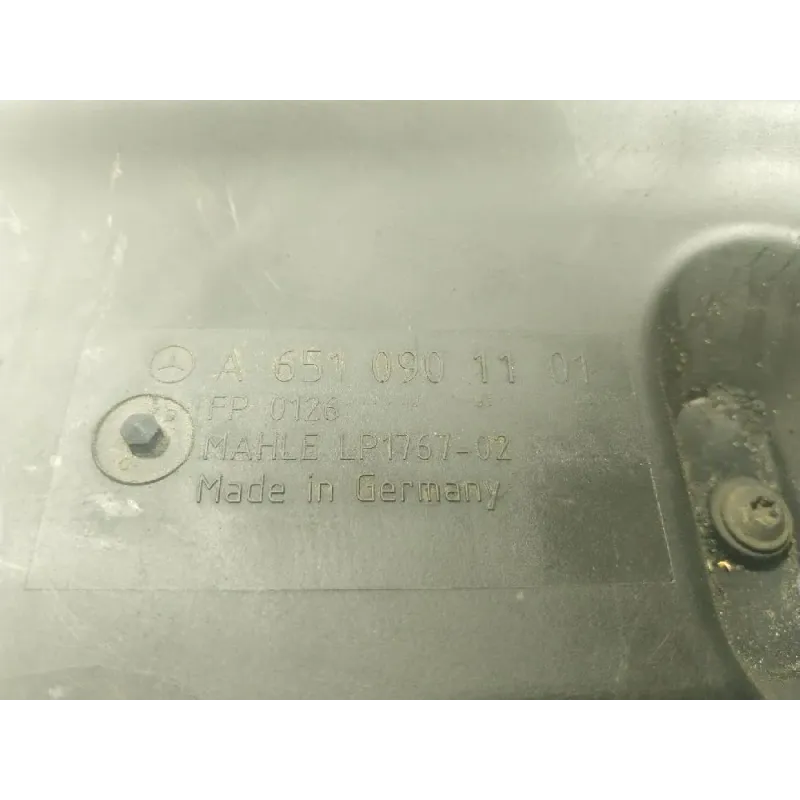 A 651 090 11 01
FP 0126
MAHLE LP1767-02
Made in Germany